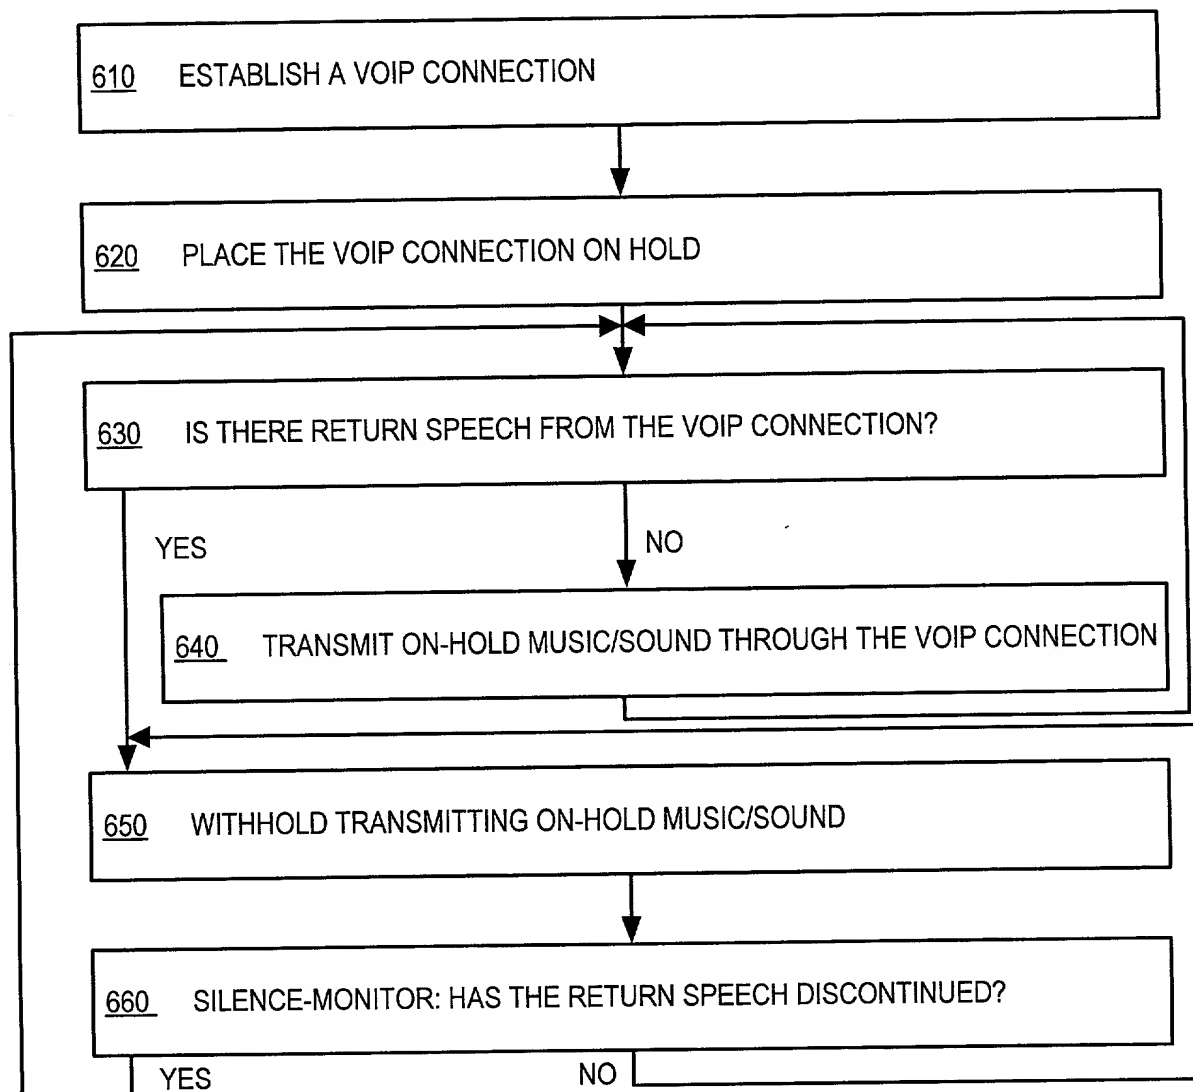 610 ESTABLISH A VOIP CONNECTION
620 PLACE THE VOIP CONNECTION ON HOLD
630 IS THERE RETURN SPEECH FROM THE VOIP CONNECTION?
YES
NO
640 TRANSMIT ON-HOLD MUSIC/SOUND THROUGH THE VOIP CONNECTION
650 WITHHOLD TRANSMITTING ON-HOLD MUSIC/SOUND
660 SILENCE-MONITOR: HAS THE RETURN SPEECH DISCONTINUED?
YES
NO